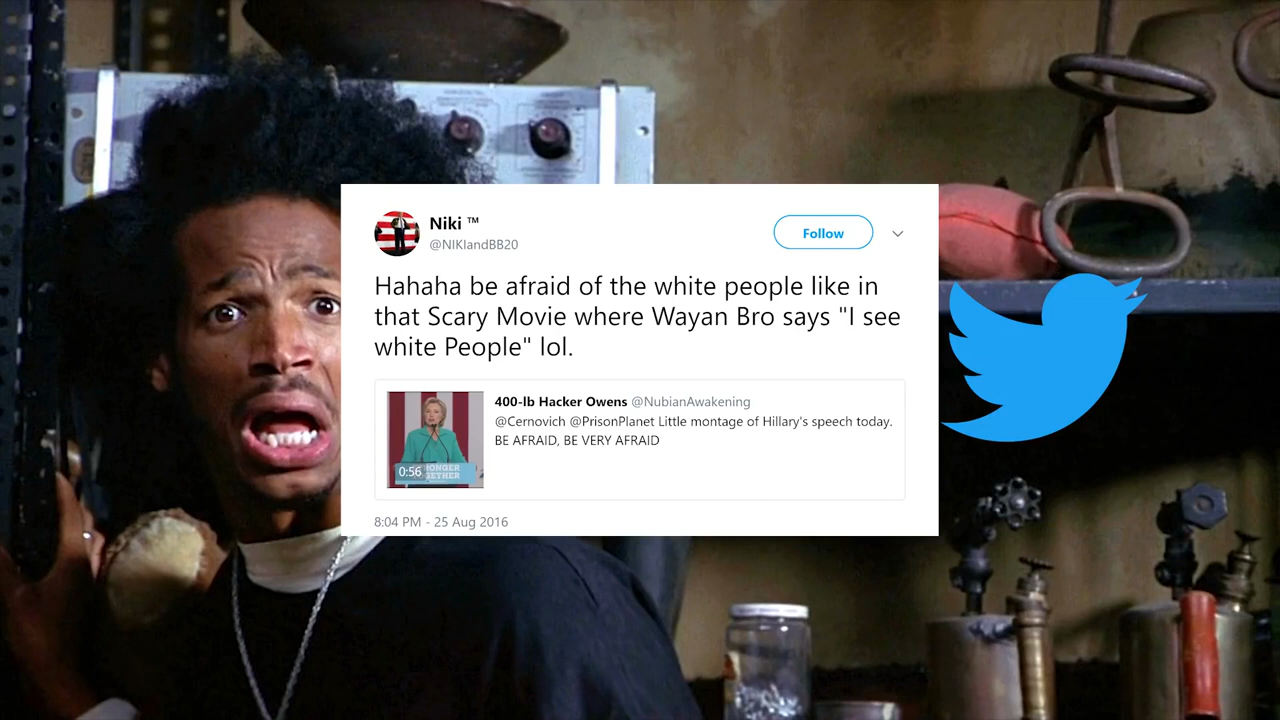 Niki ™
@NIKIandBB20
Follow
Hahaha be afraid of the white people like in
that Scary Movie where Wayan Bro says "I see
white People" lol.
400-lb Hacker Owens @NubianAwakening
@Cernovich @PrisonPlanet Little montage of Hillary's speech today.
BE AFRAID, BE VERY AFRAID
0:56
8:04 PM - 25 Aug 2016